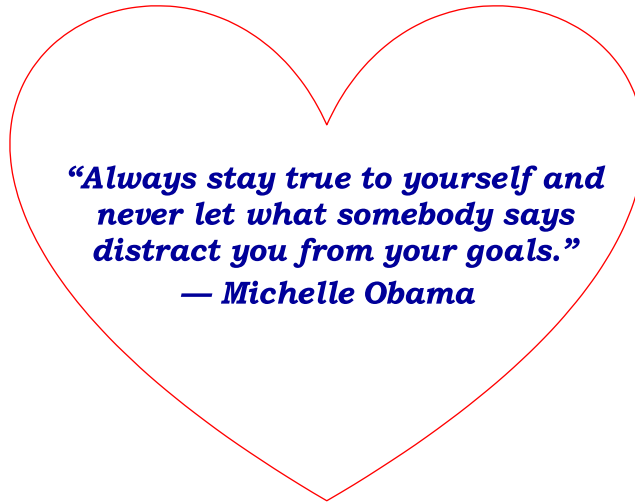 “Always stay true to yourself and
never let what somebody says
distract you from your goals.”
— Michelle Obama